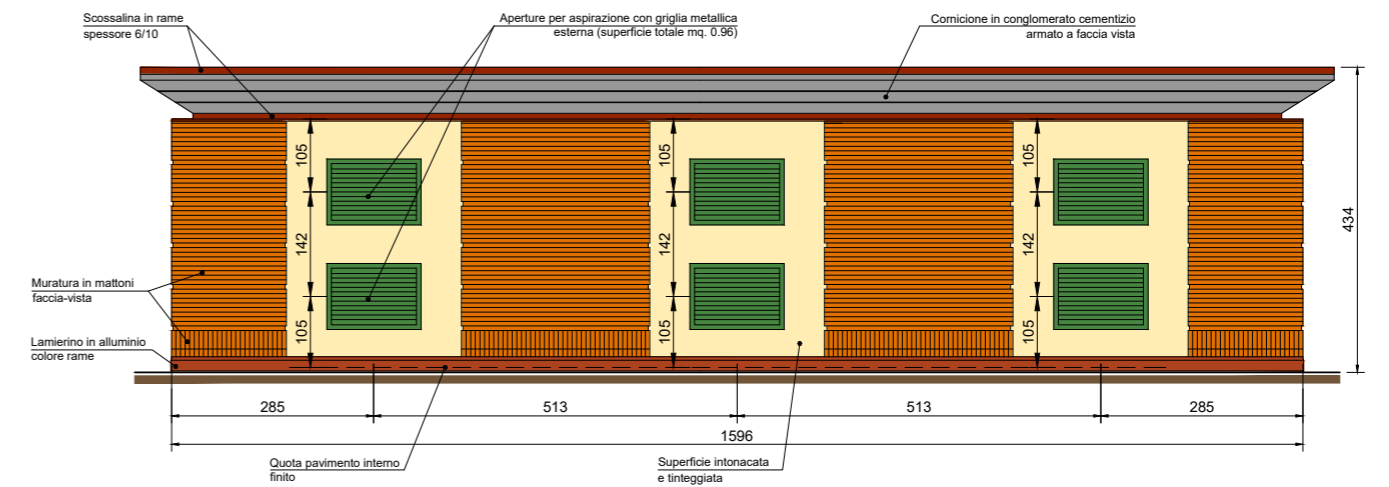 Scossalina in rame
spessore 6/10
Aperture per aspirazione con griglia metallica
esterna (superficie totale mq. 0.96)
Cornicione in conglomerato cementizio
armato a faccia vista
105
105
105
142
142
142
434
Muratura in mattoni
faccia-vista
105
105
105
Lamierino in alluminio
colore rame
285
513
513
285
1596
Quota pavimento interno
finito
Superficie intonacata
e tinteggiata